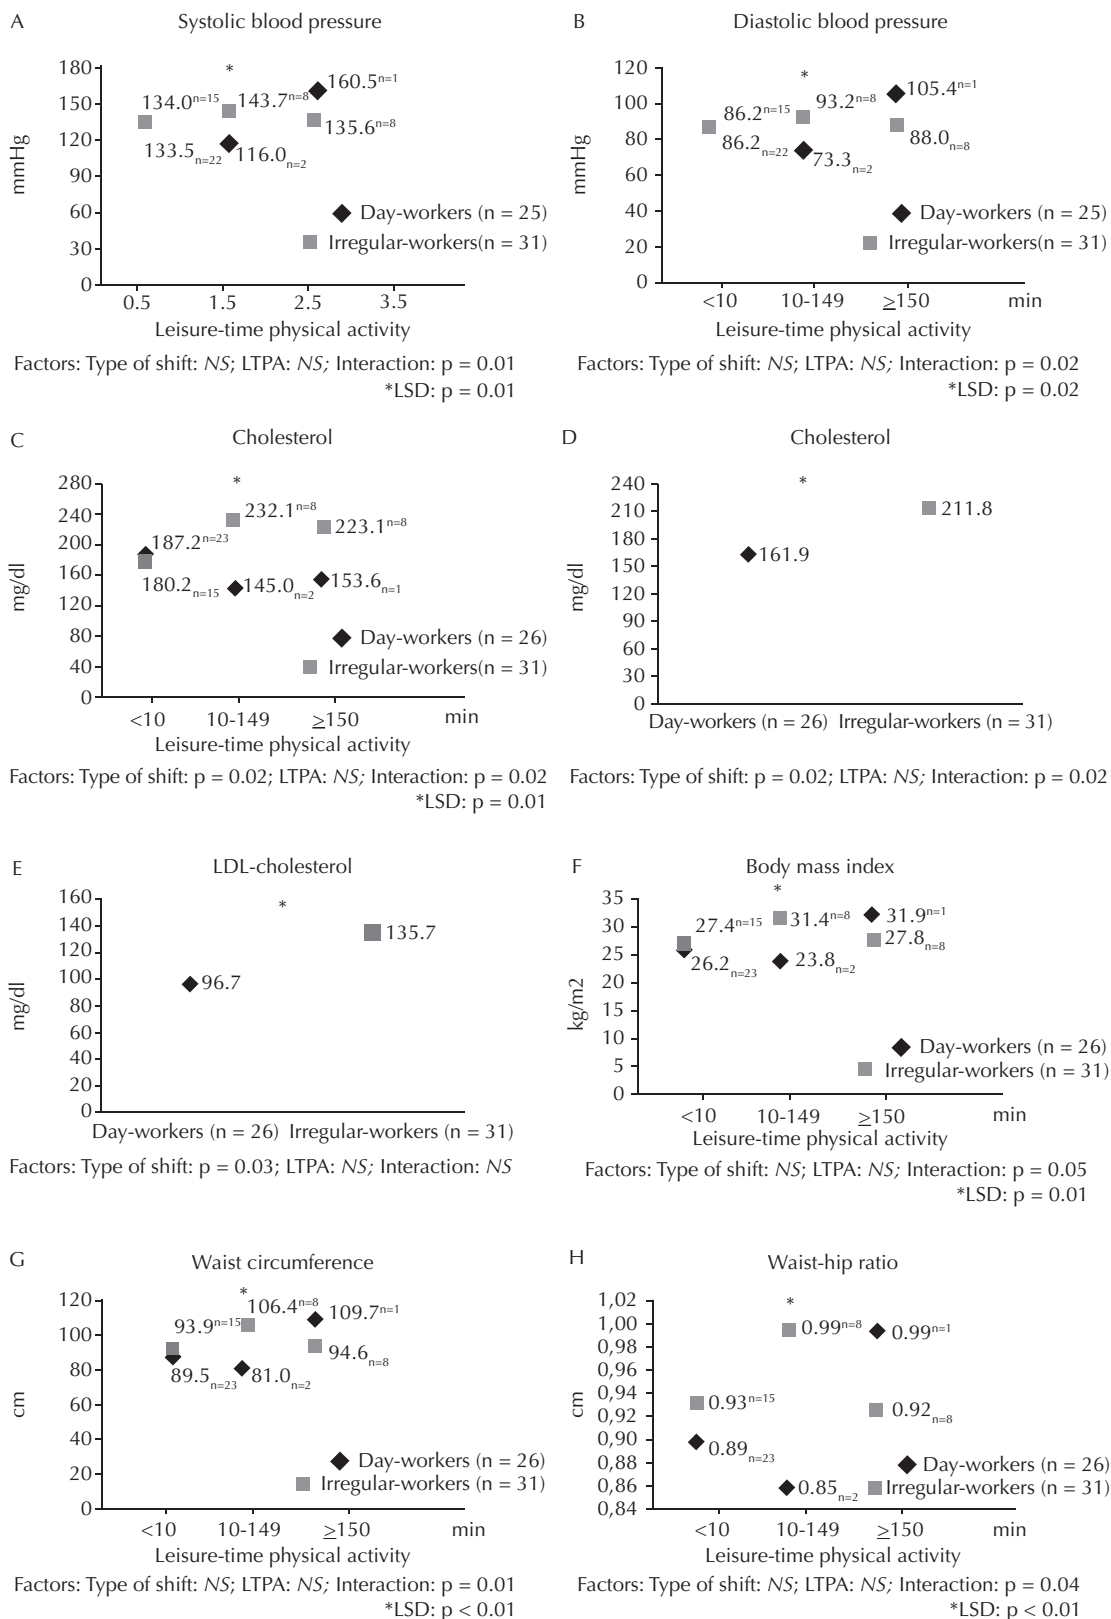 A
Systolic blood pressure
180
150
120
90
60
30
0
mmHg
*
134.0n=15
143.7n=8
160.5n=1
133.5n=22
116.0n=2
135.6n=8
Day-workers (n = 25)
Irregular-workers(n = 31)
0.5 1.5 2.5 3.5
Leisure-time physical activity
Factors: Type of shift: NS; LTPA: NS; Interaction: p = 0.01
*LSD: p = 0.01
B
Diastolic blood pressure
120
100
80
60
40
20
0
mmHg
*
86.2n=15
93.2n=8
105.4n=1
86.2n=22
73.3n=2
88.0n=8
Day-workers (n = 25)
Irregular-workers(n = 31)
<10 10-149 ≥150 min
Leisure-time physical activity
Factors: Type of shift: NS; LTPA: NS; Interaction: p = 0.02
*LSD: p = 0.02
C
Cholesterol
280
240
200
160
120
80
40
0
mg/dl
*
187.2n=23
232.1n=8
223.1n=8
180.2n=15
145.0n=2
153.6n=1
Day-workers (n = 26)
Irregular-workers(n = 31)
<10 10-149 ≥150 min
Leisure-time physical activity
Factors: Type of shift: p = 0.02; LTPA: NS; Interaction: p = 0.02
*LSD: p = 0.01
D
Cholesterol
240
210
180
150
120
90
60
30
0
mg/dl
*
161.9
211.8
Day-workers (n = 26) Irregular-workers (n = 31)
Factors: Type of shift: p = 0.02; LTPA: NS; Interaction: p = 0.02
E
LDL-cholesterol
160
140
120
100
80
60
40
20
0
mg/dl
*
96.7
135.7
Day-workers (n = 26) Irregular-workers (n = 31)
Factors: Type of shift: p = 0.03; LTPA: NS; Interaction: NS
F
Body mass index
35
30
25
20
15
10
5
0
kg/m2
*
27.4n=15
31.4n=8
31.9n=1
26.2n=23
23.8n=2
27.8n=8
Day-workers (n = 26)
Irregular-workers (n = 31)
<10 10-149 ≥150 min
Leisure-time physical activity
Factors: Type of shift: NS; LTPA: NS; Interaction: p = 0.05
*LSD: p = 0.01
G
Waist circumference
120
100
80
60
40
20
0
cm
*
93.9n=15
106.4n=8
109.7n=1
89.5n=23
81.0n=2
94.6n=8
Day-workers (n = 26)
Irregular-workers (n = 31)
<10 10-149 ≥150 min
Leisure-time physical activity
Factors: Type of shift: NS; LTPA: NS; Interaction: p = 0.01
*LSD: p < 0.01
H
Waist-hip ratio
1,02
1,00
0,98
0,96
0,94
0,92
0,90
0,88
0,86
0,84
cm
*
0.99n=8
0.99n=1
0.93n=15
0.92n=8
0.89n=23
0.85n=2
Day-workers (n = 26)
Irregular-workers (n = 31)
<10 10-149 ≥150 min
Leisure-time physical activity
Factors: Type of shift: NS; LTPA: NS; Interaction: p = 0.04
*LSD: p < 0.01